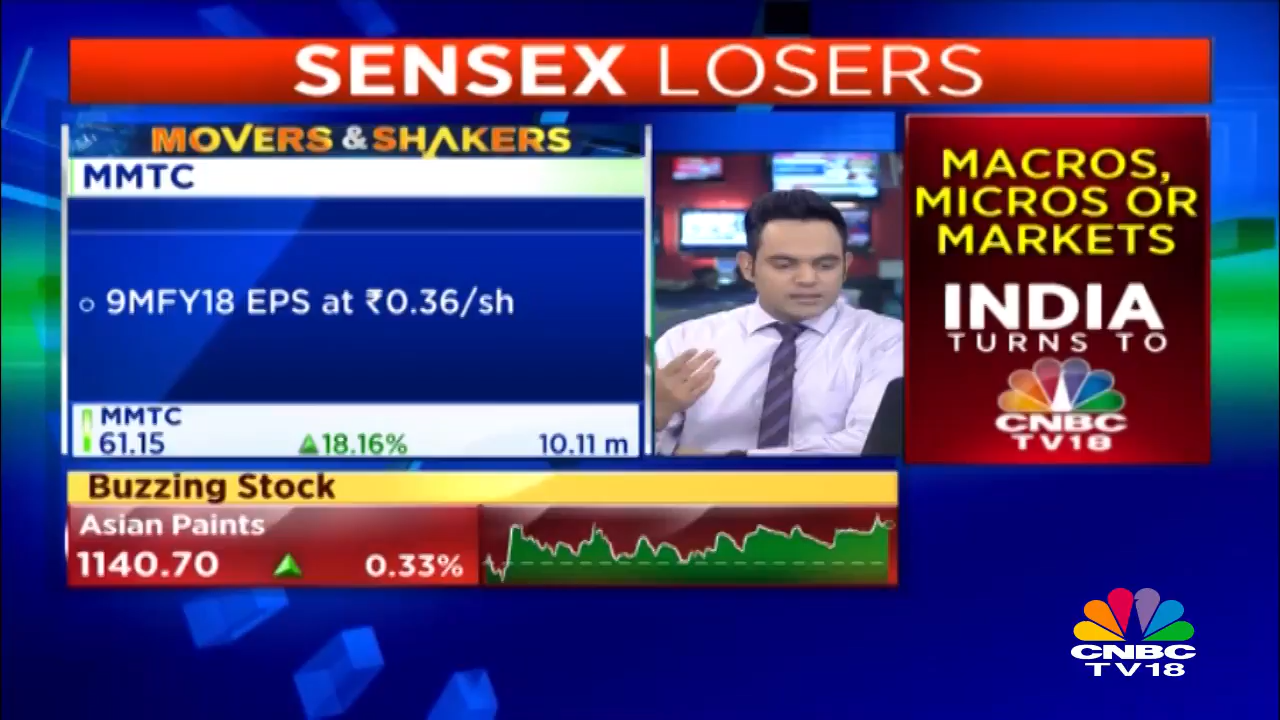 SENSEX LOSERS
MOVERS & SHAKERS
MMTC
9MFY18 EPS at ₹0.36/sh
MMTC
61.15 ▲18.16% 10.11 m
MACROS,
MICROS OR
MARKETS
INDIA
TURNS TO
CNBC
TV18
Buzzing Stock
Asian Paints
1140.70 ▲ 0.33%
CNBC
TV18